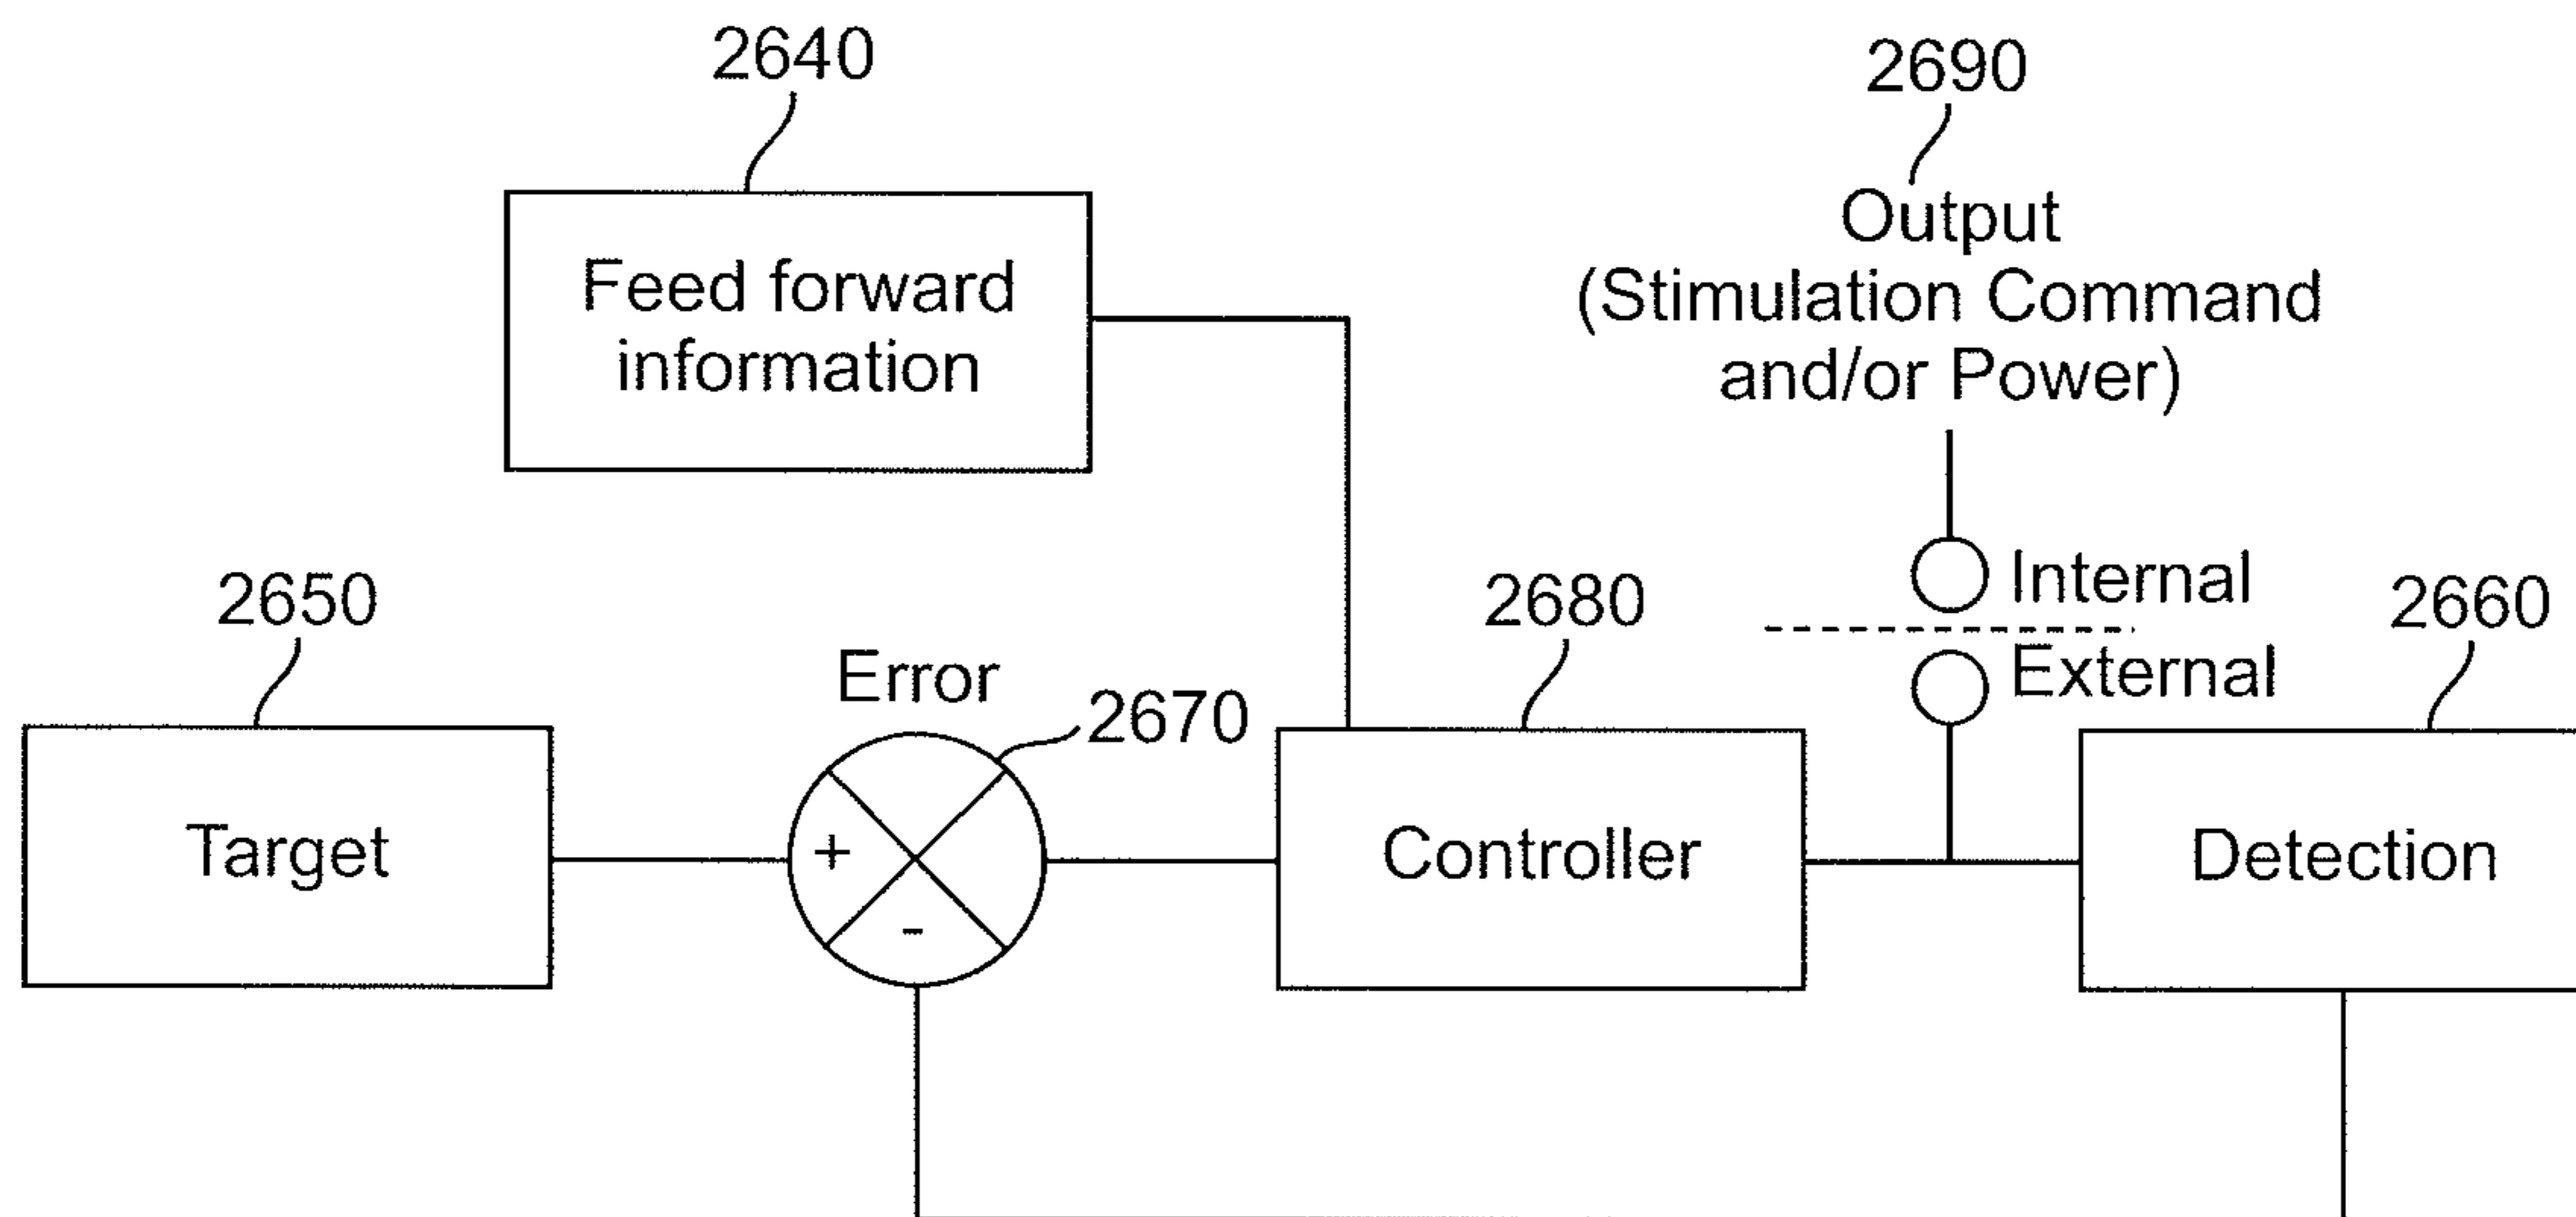 2640
2690
Feed forward
information
Output
(Stimulation Command
and/or Power)
2650
Error
2670
2680
Internal
External
2660
Target
+
-
Controller
Detection